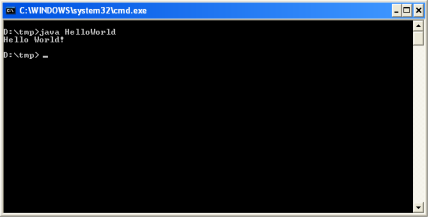 C:\WINDOWS\system32\cmd.exe
D:\tmp>java HelloWorld
Hello World!
D:\tmp>